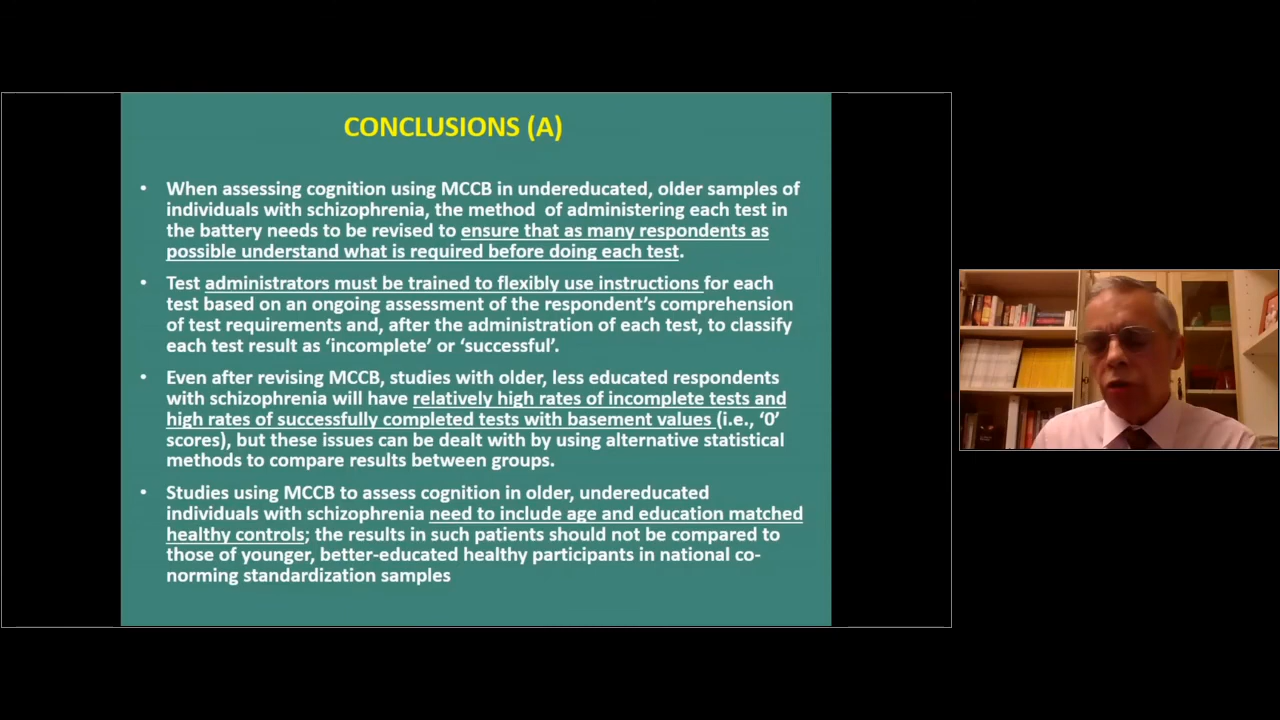 CONCLUSIONS (A)
• When assessing cognition using MCCB in undereducated, older samples of
individuals with schizophrenia, the method of administering each test in
the battery needs to be revised to ensure that as many respondents as
possible understand what is required before doing each test.
• Test administrators must be trained to flexibly use instructions for each
test based on an ongoing assessment of the respondent's comprehension
of test requirements and, after the administration of each test, to classify
each test result as ‘incomplete’ or ‘successful’.
• Even after revising MCCB, studies with older, less educated respondents
with schizophrenia will have relatively high rates of incomplete tests and
high rates of successfully completed tests with basement values (i.e., ‘0’
scores), but these issues can be dealt with by using alternative statistical
methods to compare results between groups.
• Studies using MCCB to assess cognition in older, undereducated
individuals with schizophrenia need to include age and education matched
healthy controls; the results in such patients should not be compared to
those of younger, better-educated healthy participants in national co-
norming standardization samples